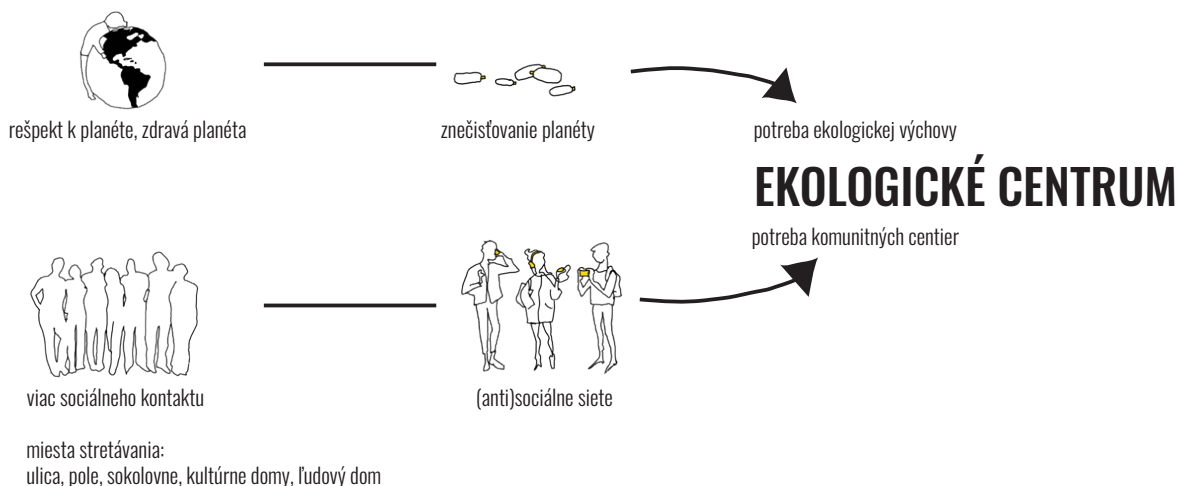 rešpekt k planéte, zdravá planéta
znečisťovanie planéty
potreba ekologickej výchovy
EKOLOGICKÉ CENTRUM
potreba komunitných centier
viac sociálneho kontaktu
(anti)sociálne siete
miesta stretávania:
ulica, pole, sokolovne, kultúrne domy, ľudový dom